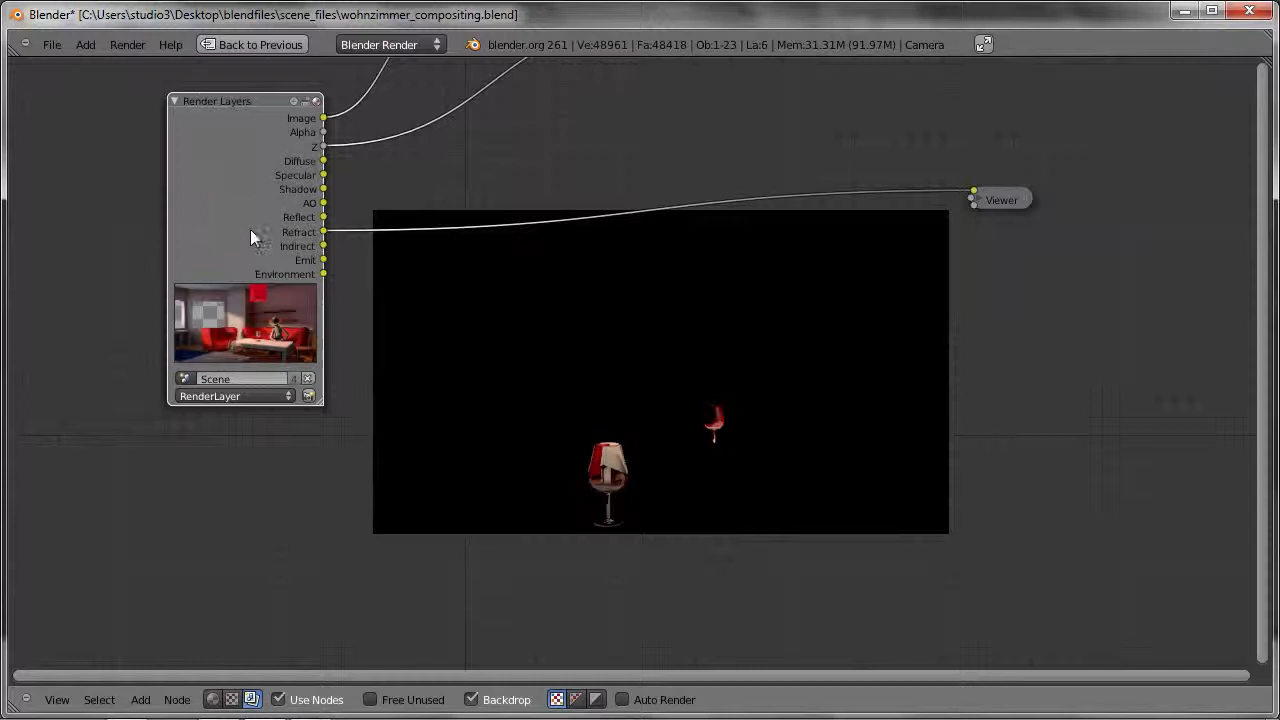 Blender* [C:\Users\studio3\Desktop\blendfiles\scene_files\wohnzimmer_compositing.blend]
File Add Render Help Back to Previous Blender Render blender.org 261 | Ve:48961 | Fa:48418 | Ob:1-23 | La:6 | Mem:31.31M (91.97M) | Camera
Render Layers
Image
Alpha
Z
Diffuse
Specular
Shadow
AO
Reflect
Refract
Indirect
Emit
Environment
Viewer
Scene 4
RenderLayer
View Select Add Node Use Nodes Free Unused Backdrop Auto Render